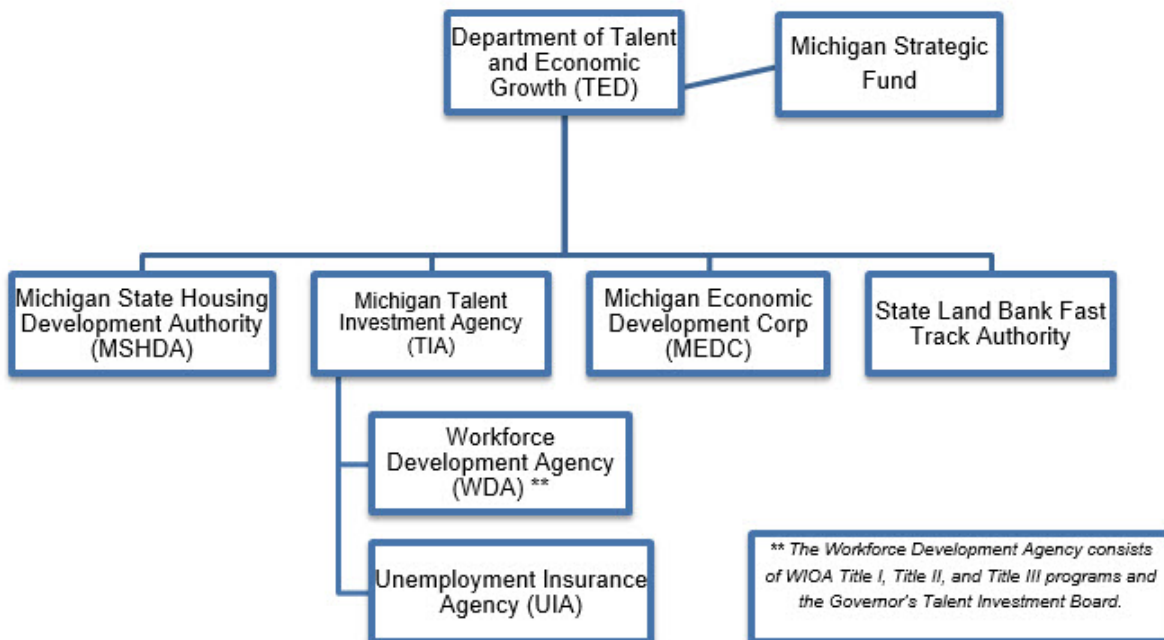 Department of Talent
and Economic
Growth (TED)
Michigan Strategic
Fund
Michigan State Housing
Development Authority
(MSHDA)
Michigan Talent
Investment Agency
(TIA)
Michigan Economic
Development Corp
(MEDC)
State Land Bank Fast
Track Authority
Workforce
Development Agency
(WDA) **
Unemployment Insurance
Agency (UIA)
** The Workforce Development Agency consists
of WIOA Title I, Title II, and Title III programs and
the Governor's Talent Investment Board.